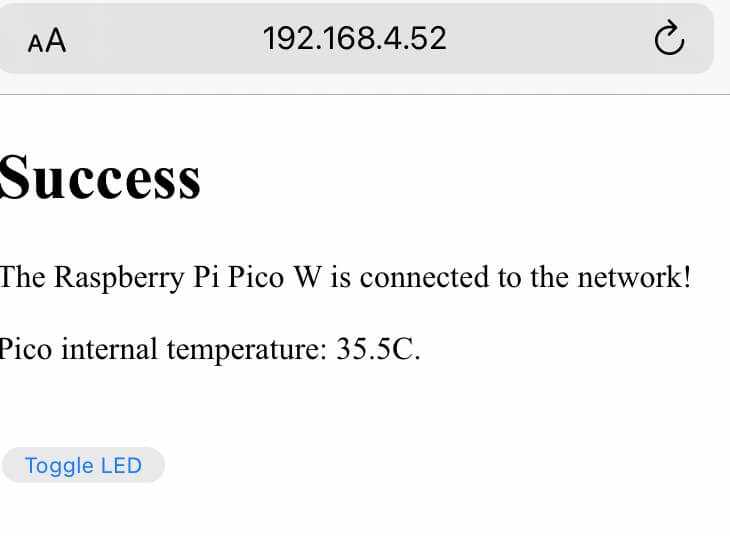 AA 192.168.4.52
Success
The Raspberry Pi Pico W is connected to the network!
Pico internal temperature: 35.5C.
Toggle LED